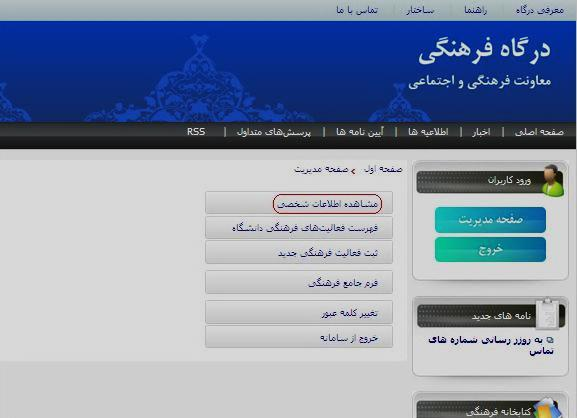 معرفی درگاه راهنما ساختار تماس با ما
درگاه فرهنگی
معاونت فرهنگی و اجتماعی
صفحه اصلی | اخبار | اطلاعیه ها | آیین نامه ها | پرسش‌های متداول | RSS
ورود کاربران
صفحه مدیریت
خروج
نامه های جدید
به روزر رسانی شماره های
تماس
کتابخانه فرهنگی
صفحه اول › صفحه مدیریت
مشاهده اطلاعات شخصی
فهرست فعالیت‌های فرهنگی دانشگاه
ثبت فعالیت فرهنگی جدید
فرم جامع فرهنگی
تغییر کلمه عبور
خروج از سامانه